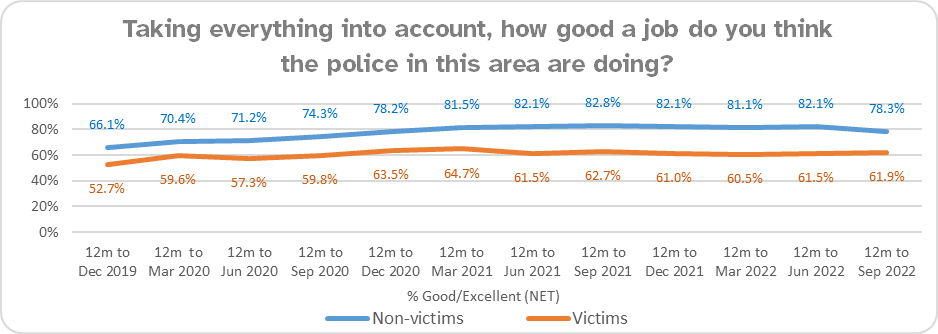 Taking everything into account, how good a job do you think
the police in this area are doing?
100%
80%
60%
40%
20%
0%
66.1% 70.4% 71.2% 74.3% 78.2% 81.5% 82.1% 82.8% 82.1% 81.1% 82.1% 78.3%
52.7% 59.6% 57.3% 59.8% 63.5% 64.7% 61.5% 62.7% 61.0% 60.5% 61.5% 61.9%
12m to 12m to 12m to 12m to 12m to 12m to 12m to 12m to 12m to 12m to 12m to 12m to
Dec 2019 Mar 2020 Jun 2020 Sep 2020 Dec 2020 Mar 2021 Jun 2021 Sep 2021 Dec 2021 Mar 2022 Jun 2022 Sep 2022
% Good/Excellent (NET)
Non-victims Victims